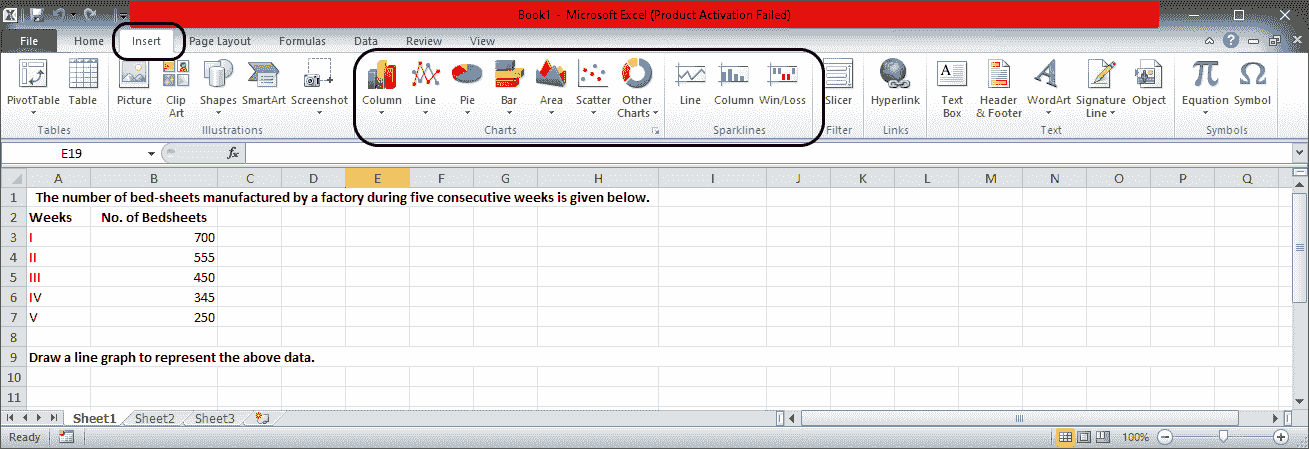 Book1 - Microsoft Excel (Product Activation Failed)
File Home Insert Page Layout Formulas Data Review View
PivotTable Table Picture Clip Art Shapes SmartArt Screenshot Column Line Pie Bar Area Scatter Other Charts Line Column Win/Loss Slicer Hyperlink Text Box Header & Footer WordArt Signature Line Object Equation Symbol
Tables Illustrations Charts Sparklines Filter Links Text Symbols
E19 fx
A B C D E F G H I J K L M N O P Q
1 The number of bed-sheets manufactured by a factory during five consecutive weeks is given below.
2 Weeks No. of Bedsheets
3 I 700
4 II 555
5 III 450
6 IV 345
7 V 250
8
9 Draw a line graph to represent the above data.
10
11
Sheet1 Sheet2 Sheet3
Ready 100%